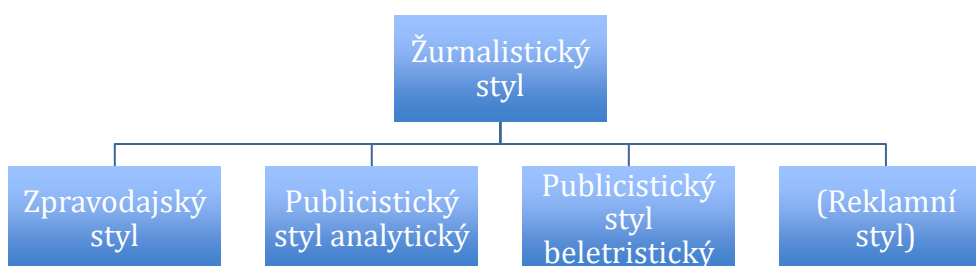 Žurnalistický
styl
Zpravodajský
styl
Publicistický
styl analytický
Publicistický
styl
beletristický
(Reklamní
styl)